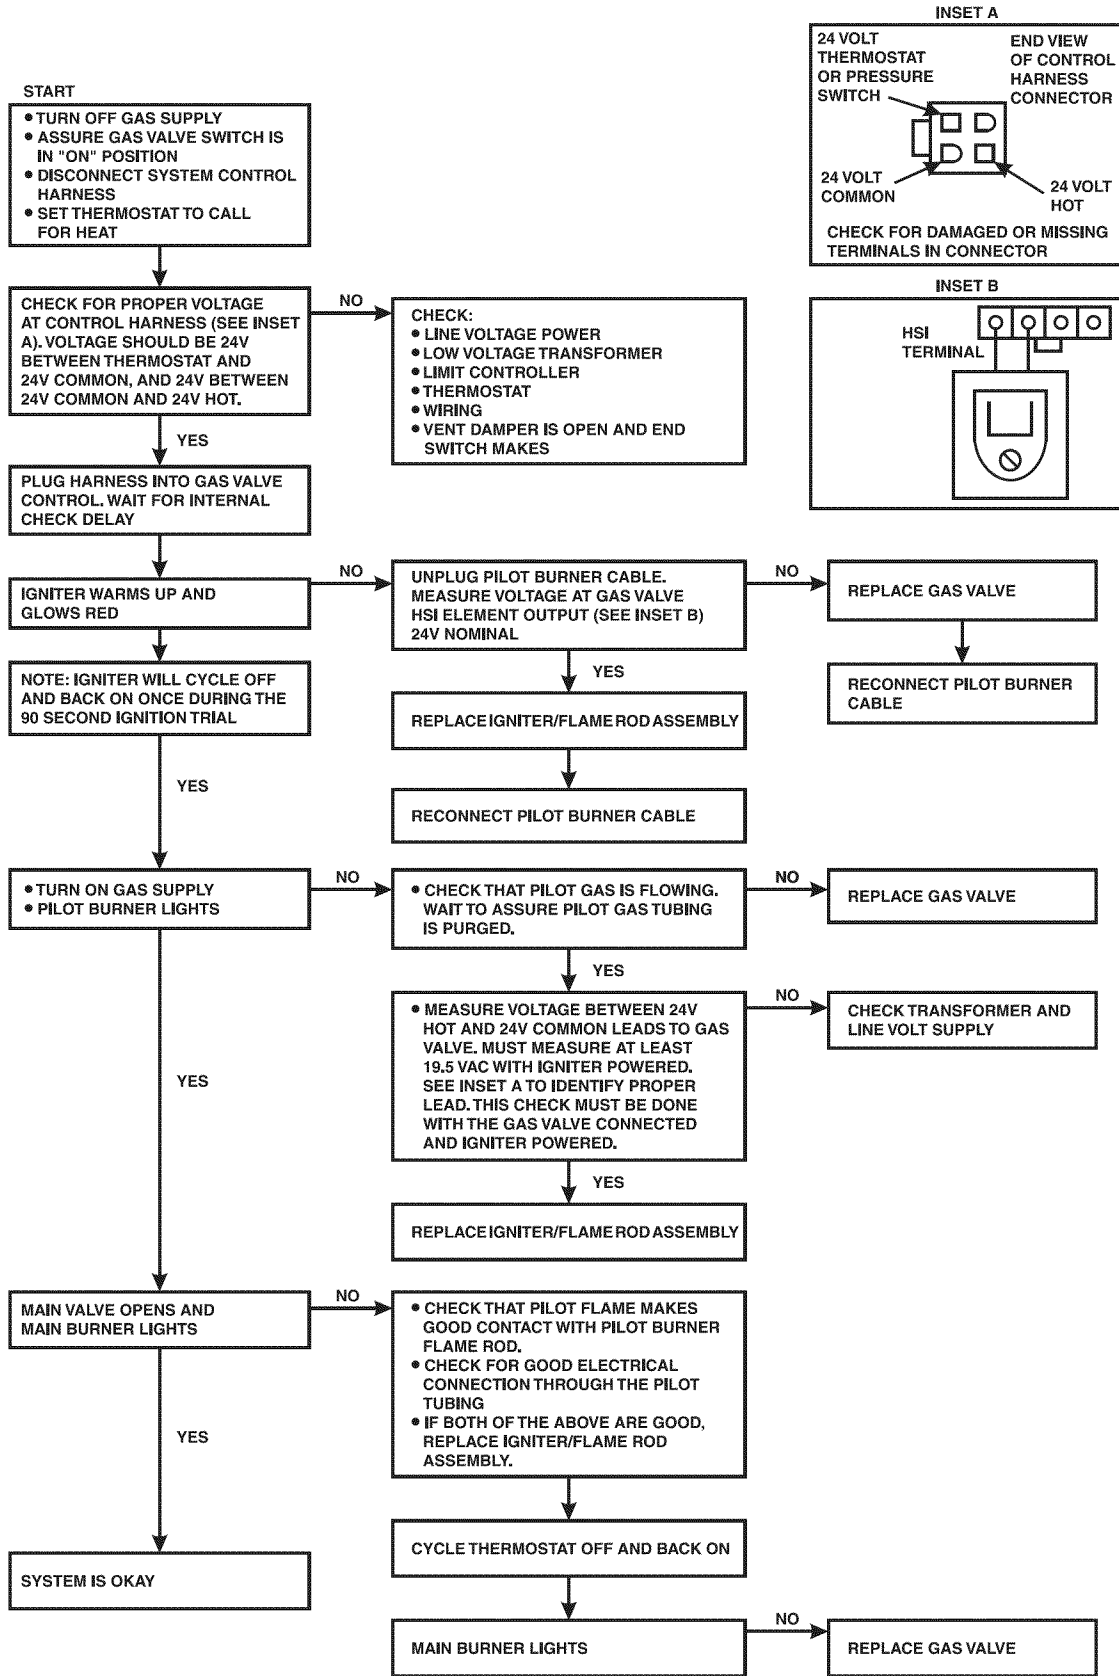 START
• TURN OFF GAS SUPPLY
• ASSURE GAS VALVE SWITCH IS
IN "ON" POSITION
• DISCONNECT SYSTEM CONTROL
HARNESS
• SET THERMOSTAT TO CALL
FOR HEAT
INSET A
24 VOLT
THERMOSTAT
OR PRESSURE
SWITCH
END VIEW
OF CONTROL
HARNESS
CONNECTOR
24 VOLT
COMMON
24 VOLT
HOT
CHECK FOR DAMAGED OR MISSING
TERMINALS IN CONNECTOR
CHECK FOR PROPER VOLTAGE
AT CONTROL HARNESS (SEE INSET
A). VOLTAGE SHOULD BE 24V
BETWEEN THERMOSTAT AND
24V COMMON, AND 24V BETWEEN
24V COMMON AND 24V HOT.
NO
CHECK:
• LINE VOLTAGE POWER
• LOW VOLTAGE TRANSFORMER
• LIMIT CONTROLLER
• THERMOSTAT
• WIRING
• VENT DAMPER IS OPEN AND END
SWITCH MAKES
INSET B
HSI
TERMINAL
YES
PLUG HARNESS INTO GAS VALVE
CONTROL. WAIT FOR INTERNAL
CHECK DELAY
IGNITER WARMS UP AND
GLOWS RED
NO
UNPLUG PILOT BURNER CABLE.
MEASURE VOLTAGE AT GAS VALVE
HSI ELEMENT OUTPUT (SEE INSET B)
24V NOMINAL
NO
REPLACE GAS VALVE
RECONNECT PILOT BURNER
CABLE
YES
REPLACE IGNITER/FLAME ROD ASSEMBLY
RECONNECT PILOT BURNER CABLE
NOTE: IGNITER WILL CYCLE OFF
AND BACK ON ONCE DURING THE
90 SECOND IGNITION TRIAL
YES
• TURN ON GAS SUPPLY
• PILOT BURNER LIGHTS
NO
• CHECK THAT PILOT GAS IS FLOWING.
WAIT TO ASSURE PILOT GAS TUBING
IS PURGED.
NO
REPLACE GAS VALVE
YES
• MEASURE VOLTAGE BETWEEN 24V
HOT AND 24V COMMON LEADS TO GAS
VALVE. MUST MEASURE AT LEAST
19.5 VAC WITH IGNITER POWERED.
SEE INSET A TO IDENTIFY PROPER
LEAD. THIS CHECK MUST BE DONE
WITH THE GAS VALVE CONNECTED
AND IGNITER POWERED.
NO
CHECK TRANSFORMER AND
LINE VOLT SUPPLY
YES
REPLACE IGNITER/FLAME ROD ASSEMBLY
YES
MAIN VALVE OPENS AND
MAIN BURNER LIGHTS
NO
• CHECK THAT PILOT FLAME MAKES
GOOD CONTACT WITH PILOT BURNER
FLAME ROD.
• CHECK FOR GOOD ELECTRICAL
CONNECTION THROUGH THE PILOT
TUBING
• IF BOTH OF THE ABOVE ARE GOOD,
REPLACE IGNITER/FLAME ROD
ASSEMBLY.
YES
SYSTEM IS OKAY
CYCLE THERMOSTAT OFF AND BACK ON
MAIN BURNER LIGHTS
NO
REPLACE GAS VALVE